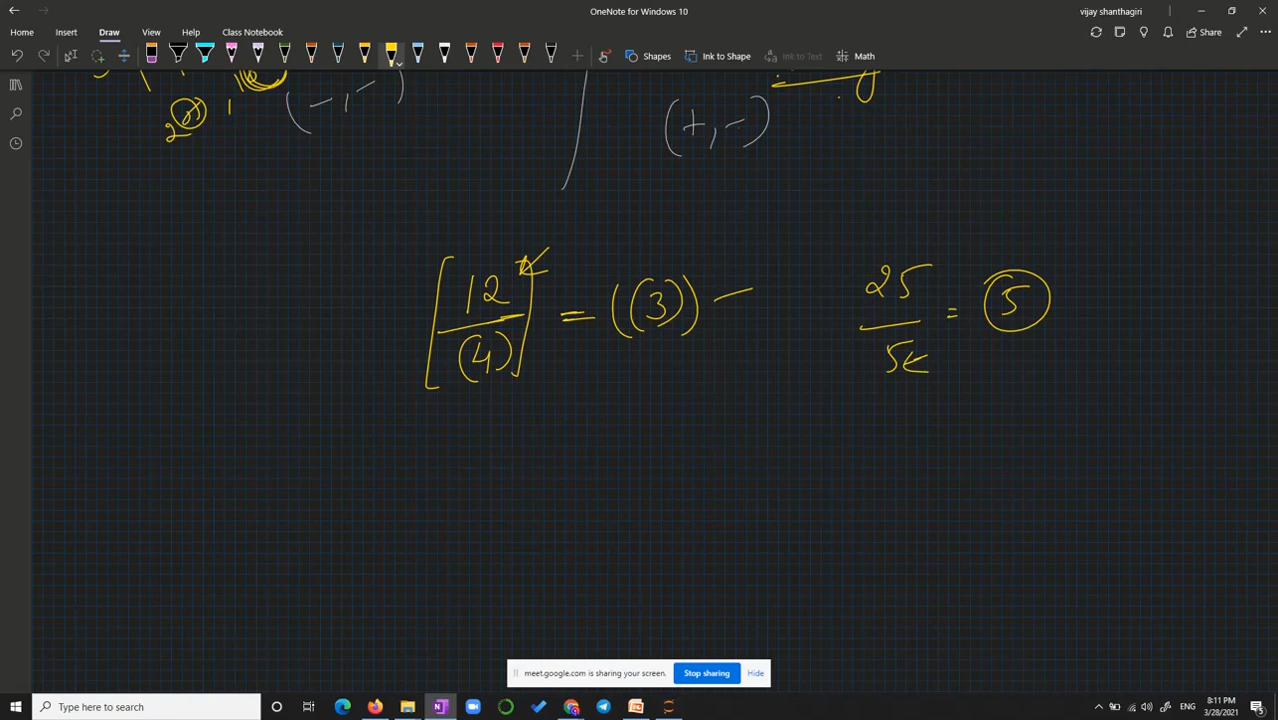 OneNote for Windows 10
vijay shanthagiri
Home Insert Draw View Help Class Notebook
Share
Shapes Ink to Shape Ink to Text Math
(-, -)
(+, -)
12
(4)
= ((3)) -
25
5
= 5
meet.google.com is sharing your screen. Stop sharing Hide
Type here to search
ENG
8:11 PM
3/28/2021